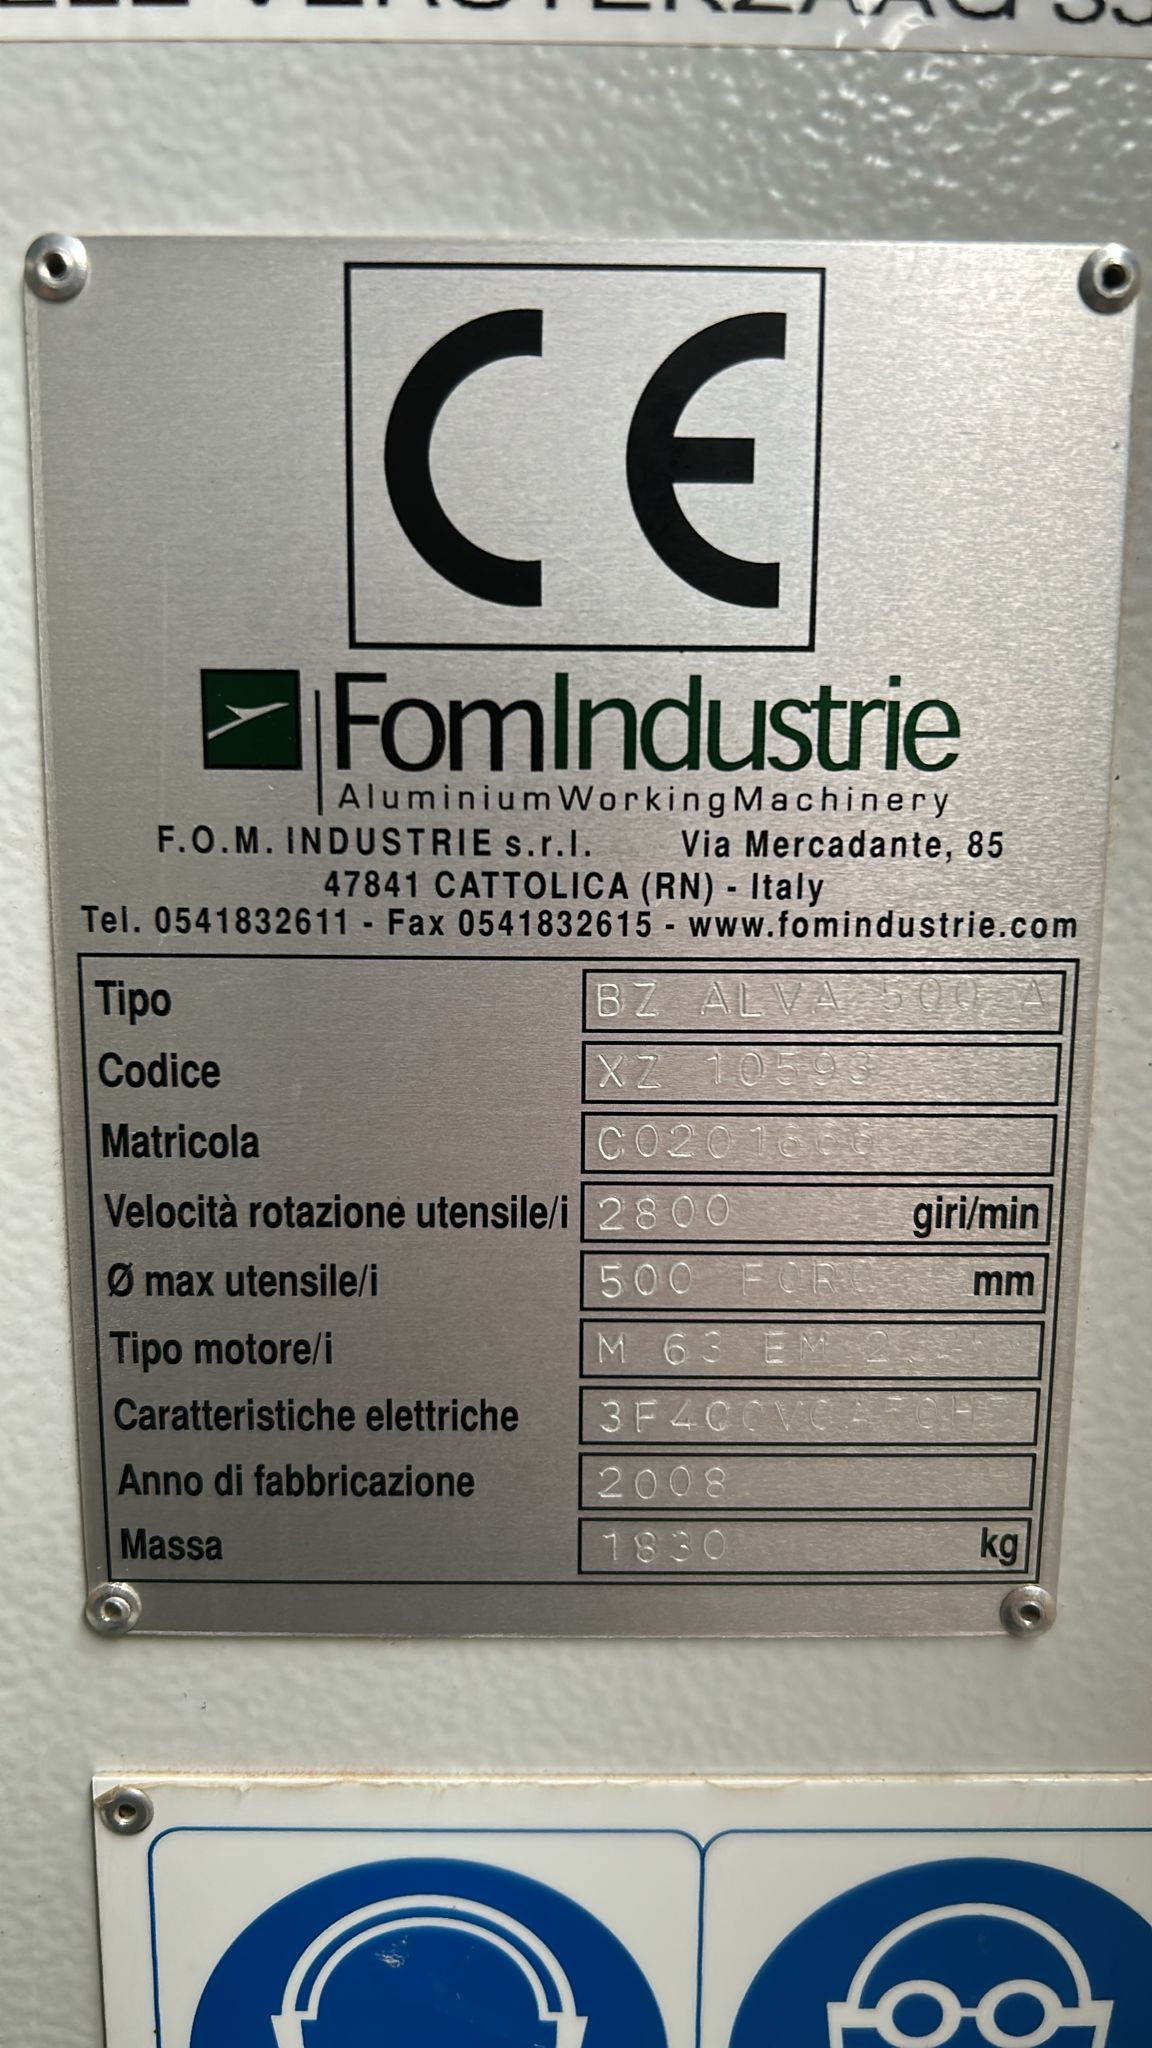 CE
FomIndustrie
AluminiumWorkingMachinery
F.O.M. INDUSTRIE s.r.l. Via Mercadante, 85
47841 CATTOLICA (RN) - Italy
Tel. 0541832611 - Fax 0541832615 - www.fomindustrie.com
Tipo BZ ALVA 500 A
Codice XZ 10593
Matricola
Velocità rotazione utensile/i 2800 giri/min
Ø max utensile/i 500 mm
Tipo motore/i M 63 EM
Caratteristiche elettriche
Anno di fabbricazione 2008
Massa 1830 kg